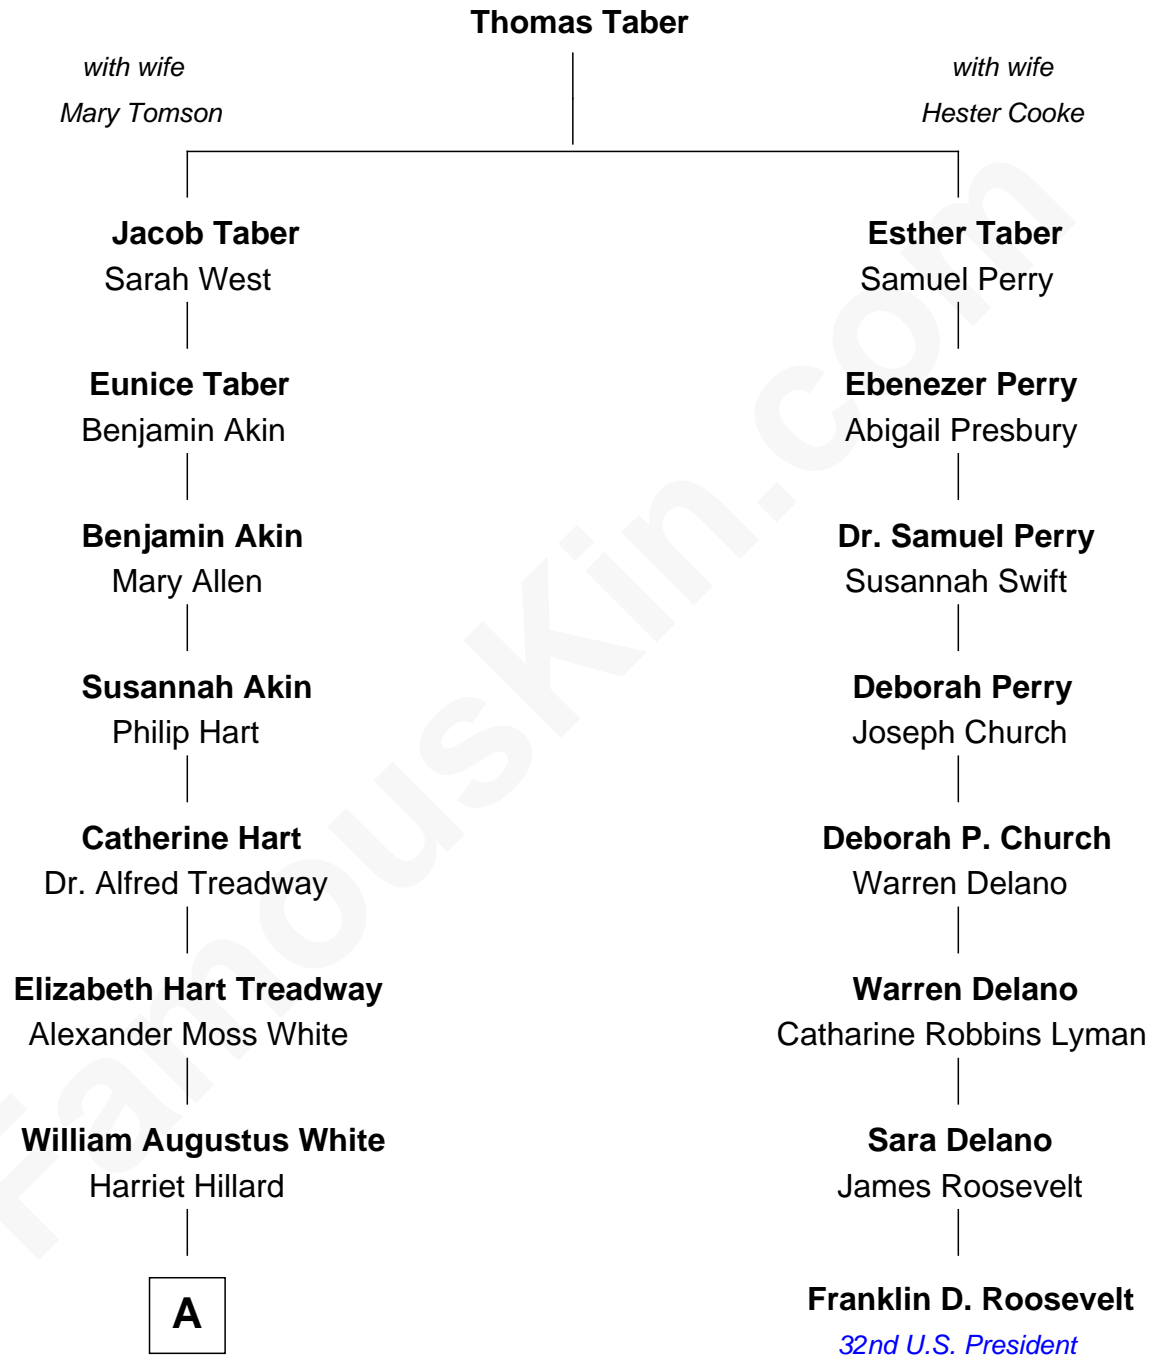 Thomas Taber
with wife
Mary Tomson
with wife
Hester Cooke
Jacob Taber
Sarah West
Esther Taber
Samuel Perry
Eunice Taber
Benjamin Akin
Ebenezer Perry
Abigail Presbury
Benjamin Akin
Mary Allen
Dr. Samuel Perry
Susannah Swift
Susannah Akin
Philip Hart
Deborah Perry
Joseph Church
Catherine Hart
Dr. Alfred Treadway
Deborah P. Church
Warren Delano
Elizabeth Hart Treadway
Alexander Moss White
Warren Delano
Catharine Robbins Lyman
William Augustus White
Harriet Hillard
Sara Delano
James Roosevelt
A
Franklin D. Roosevelt
32nd U.S. President
FamousKin.com